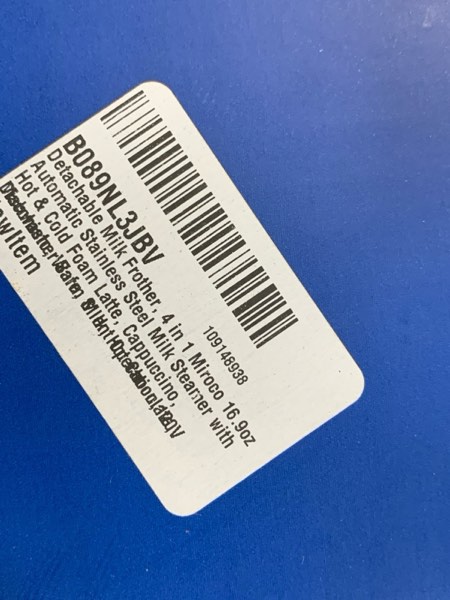 109148938
B089NL3JBV
Detachable Milk Frother, 4 in 1 Miroco 16.9oz
Automatic Stainless Steel Milk Steamer with
Hot & Cold Foam Latte, Cappuccino,
owItem